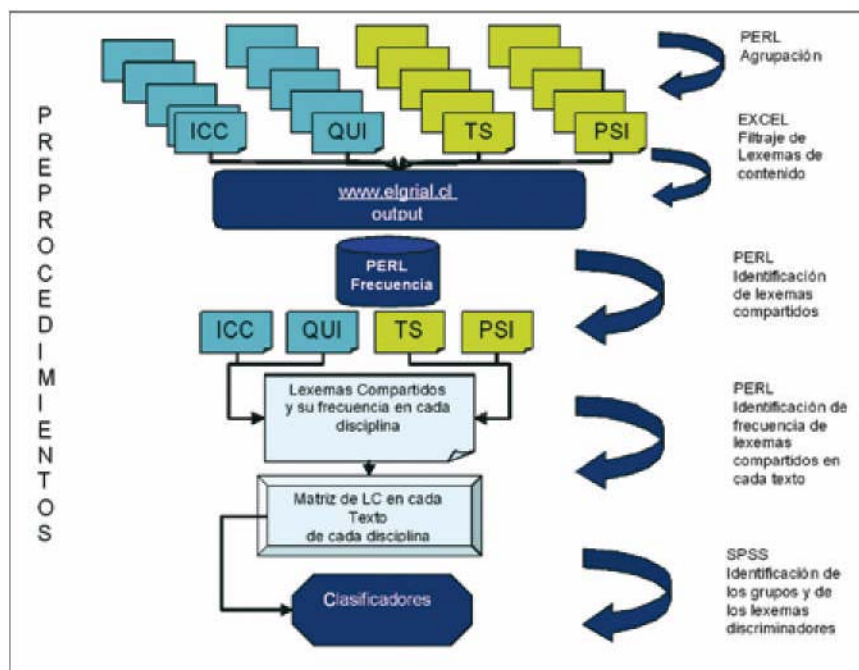 PREPROCEDIMIENTOS
ICC
QUI
TS
PSI
PERL
Agrupación
EXCEL
Filtraje de
Lexemas de
contenido
www.elgrial.cl
output
PERL
Frecuencia
PERL
Identificación
de lexemas
compartidos
ICC
QUI
TS
PSI
Lexemas Compartidos
y su frecuencia en cada
disciplina
PERL
Identificación de
frecuencia de
lexemas
compartidos en
cada texto
Matriz de LC en cada
Texto
de cada disciplina
Clasificadores
SPSS
Identificación de
los grupos y de
los lexemas
discriminadores